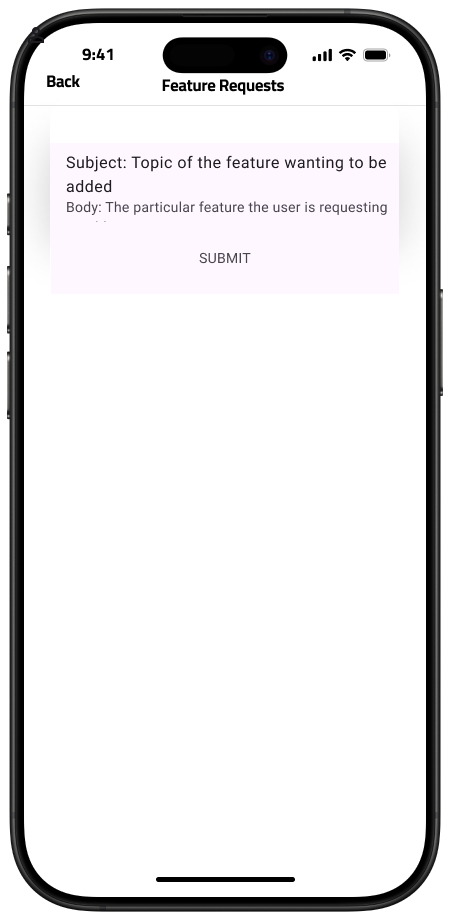 9:41
Back
Feature Requests
Subject: Topic of the feature wanting to be
added
Body: The particular feature the user is requesting
SUBMIT